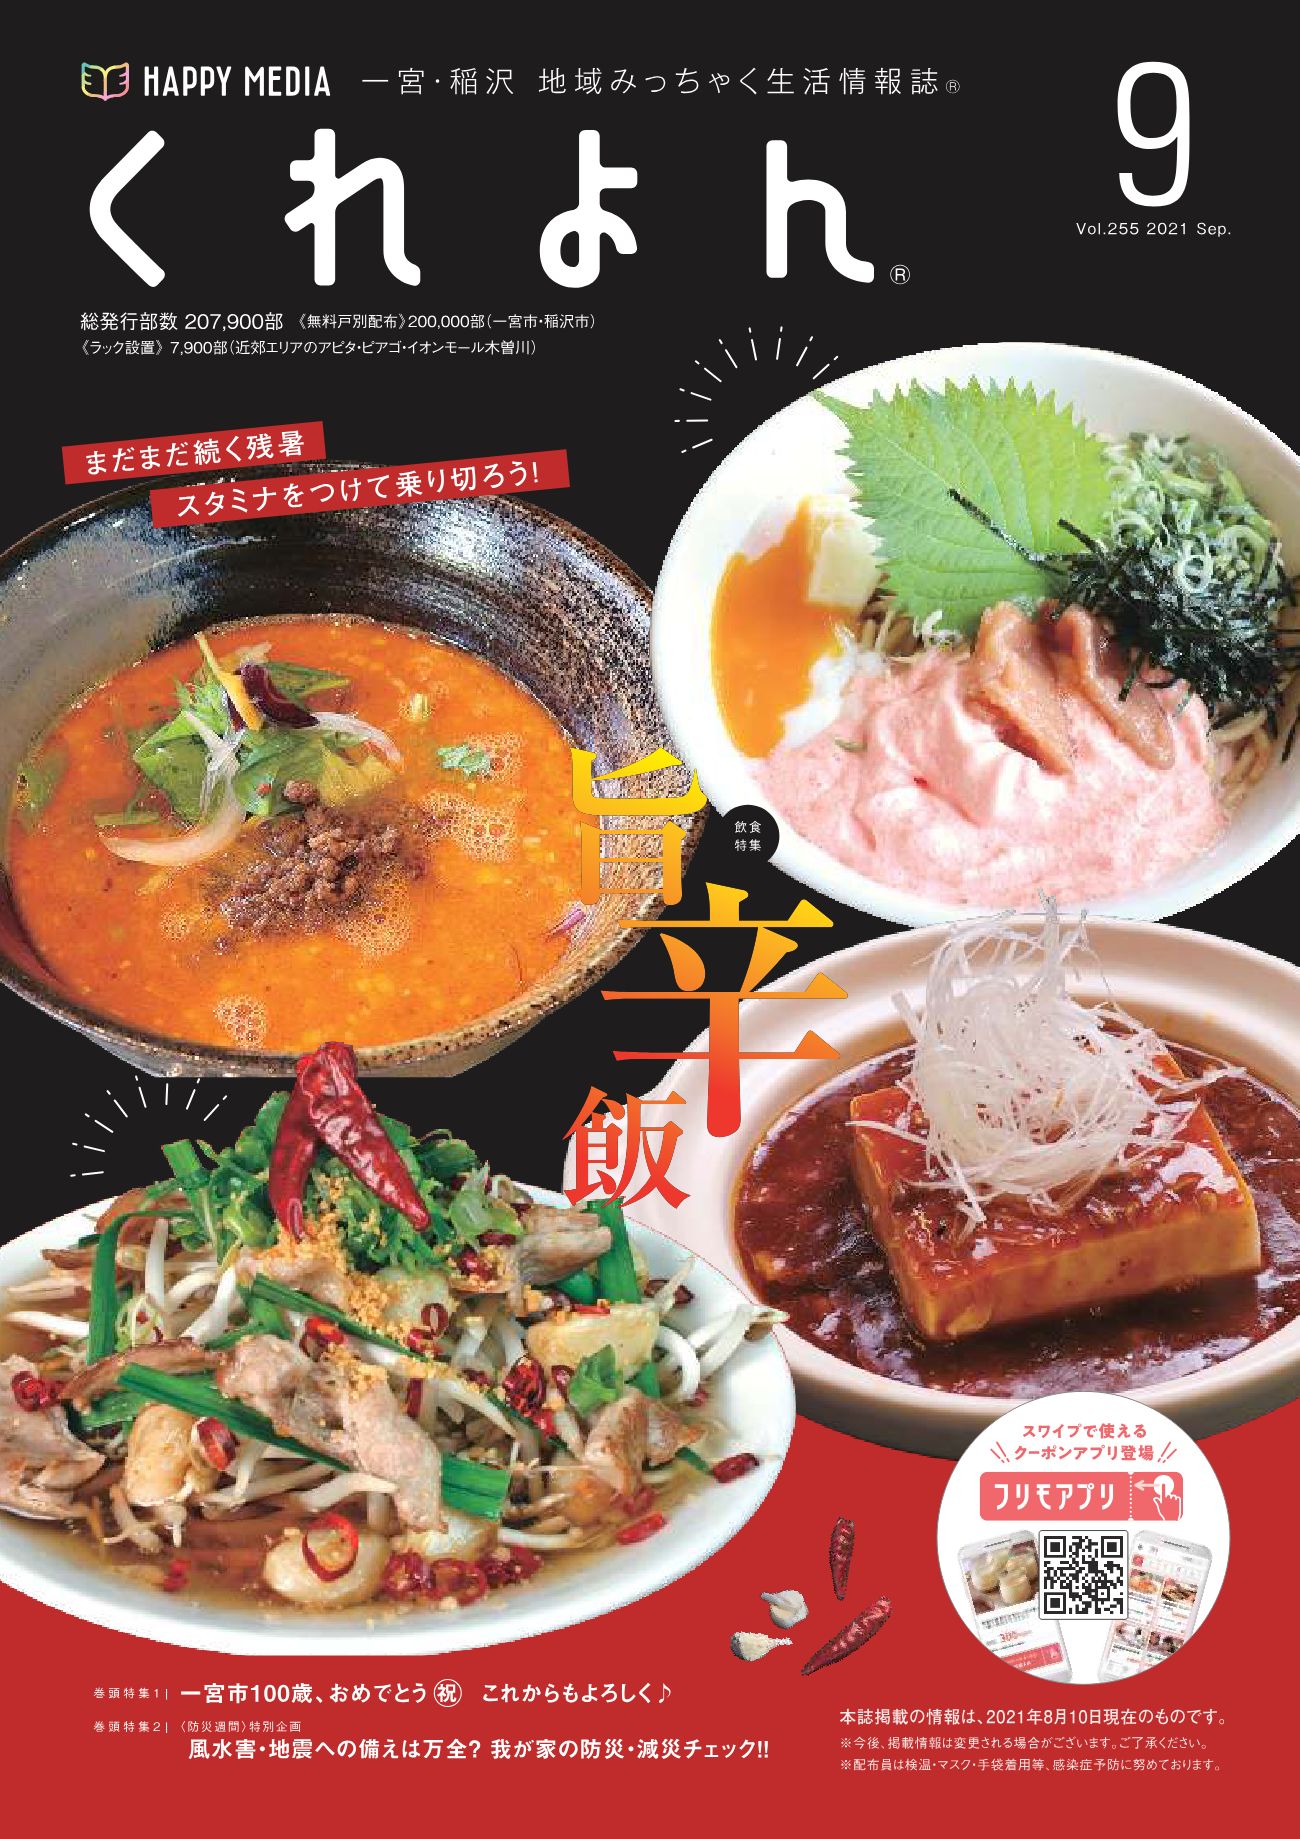 HAPPY MEDIA 一宮・稲沢 地域みっちゃく生活情報誌®
くれよん®
9
Vol.255 2021 Sep.
総発行部数 207,900部 《無料戸別配布》200,000部（一宮市・稲沢市）
《ラック設置》 7,900部（近郊エリアのアピタ・ピアゴ・イオンモール木曽川）
まだまだ続く残暑
スタミナをつけて乗り切ろう!
飲食
特集
旨辛飯
スワイプで使える
クーポンアプリ登場
フリモアプリ
巻頭特集1| 一宮市100歳、おめでとう㊗ これからもよろしく♪
巻頭特集2| 〈防災週間〉特別企画
風水害・地震への備えは万全? 我が家の防災・減災チェック!!
本誌掲載の情報は、2021年8月10日現在のものです。
※今後、掲載情報は変更される場合がございます。ご了承ください。
※配布員は検温・マスク・手袋着用等、感染症予防に努めております。